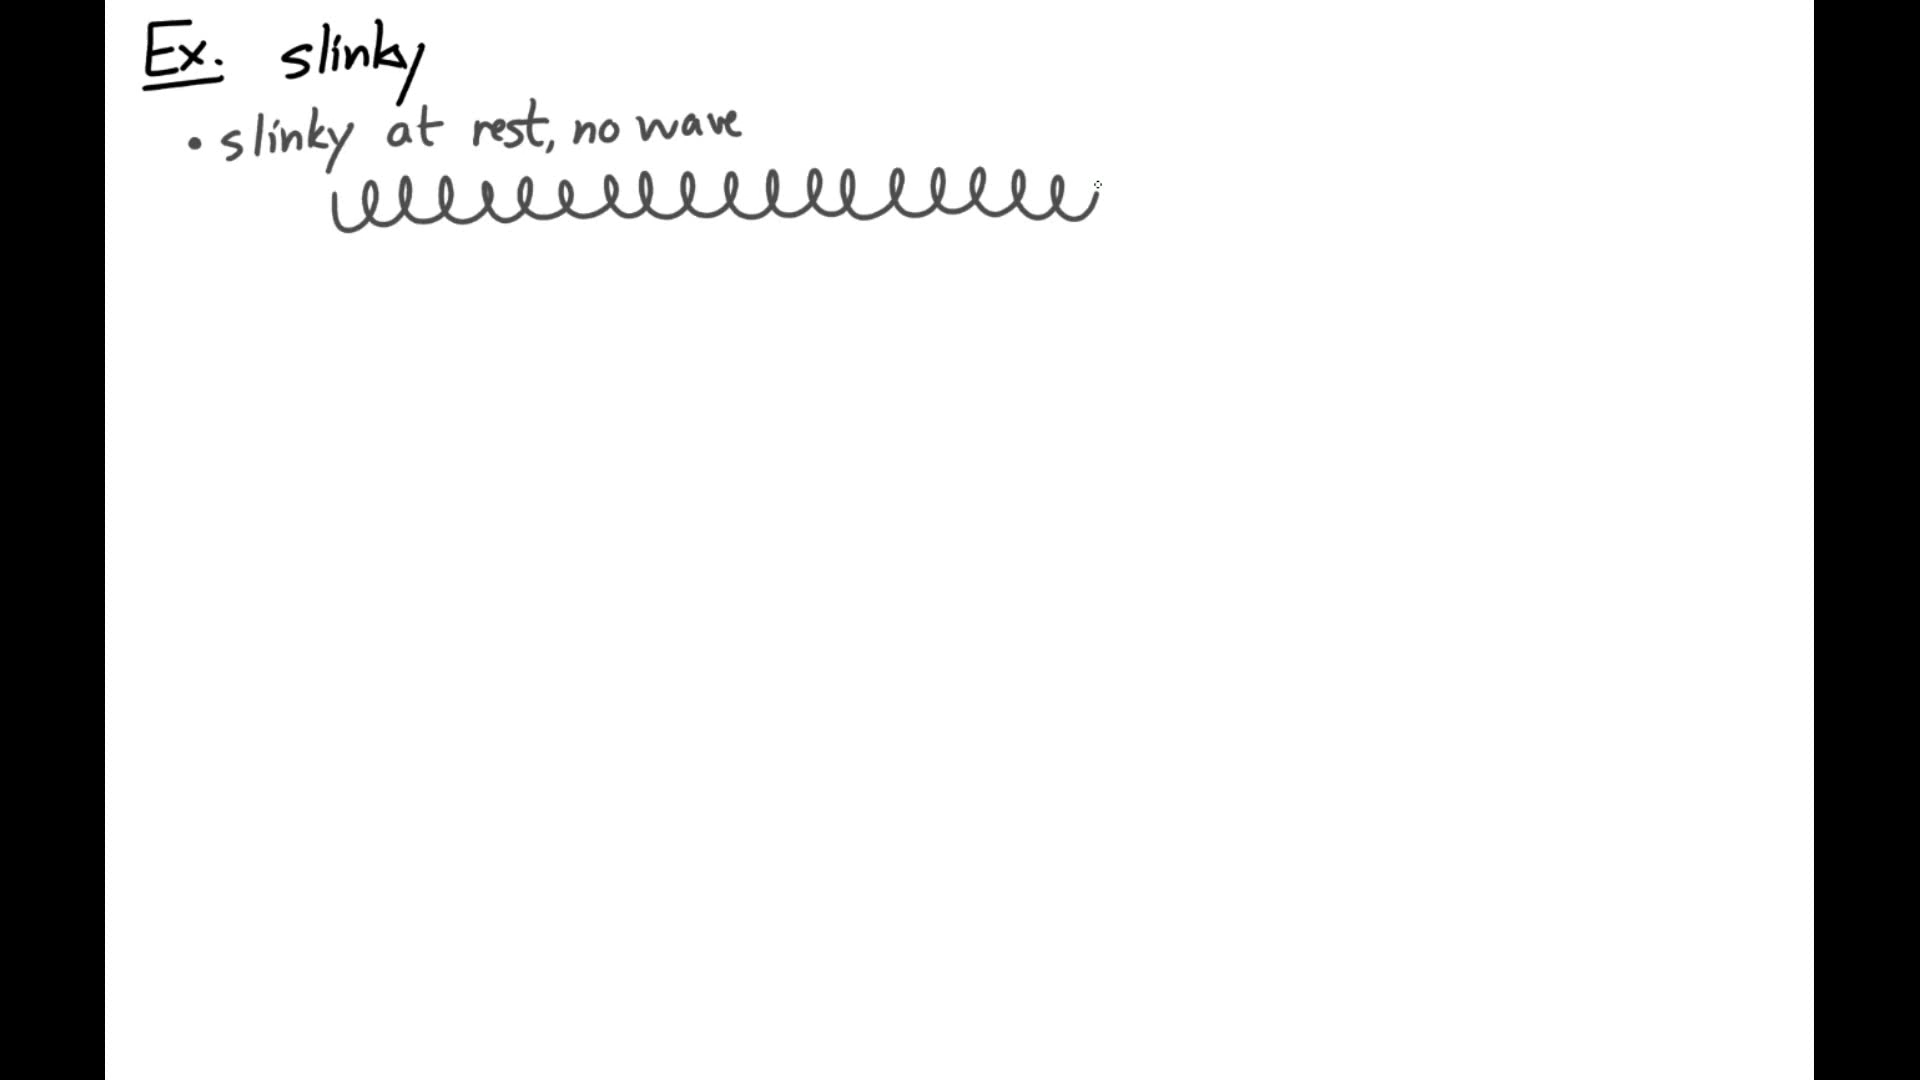 Ex. slinky
• slinky at rest, no wave